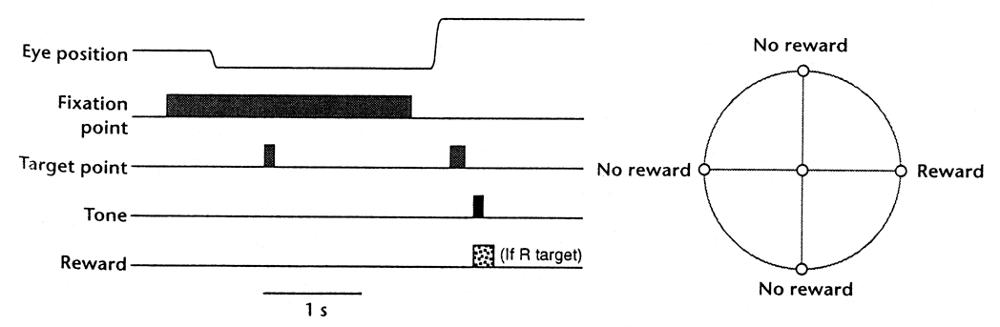 Eye position
Fixation
point
Target point
Tone
Reward
(If R target)
1 s
No reward
No reward
Reward
No reward